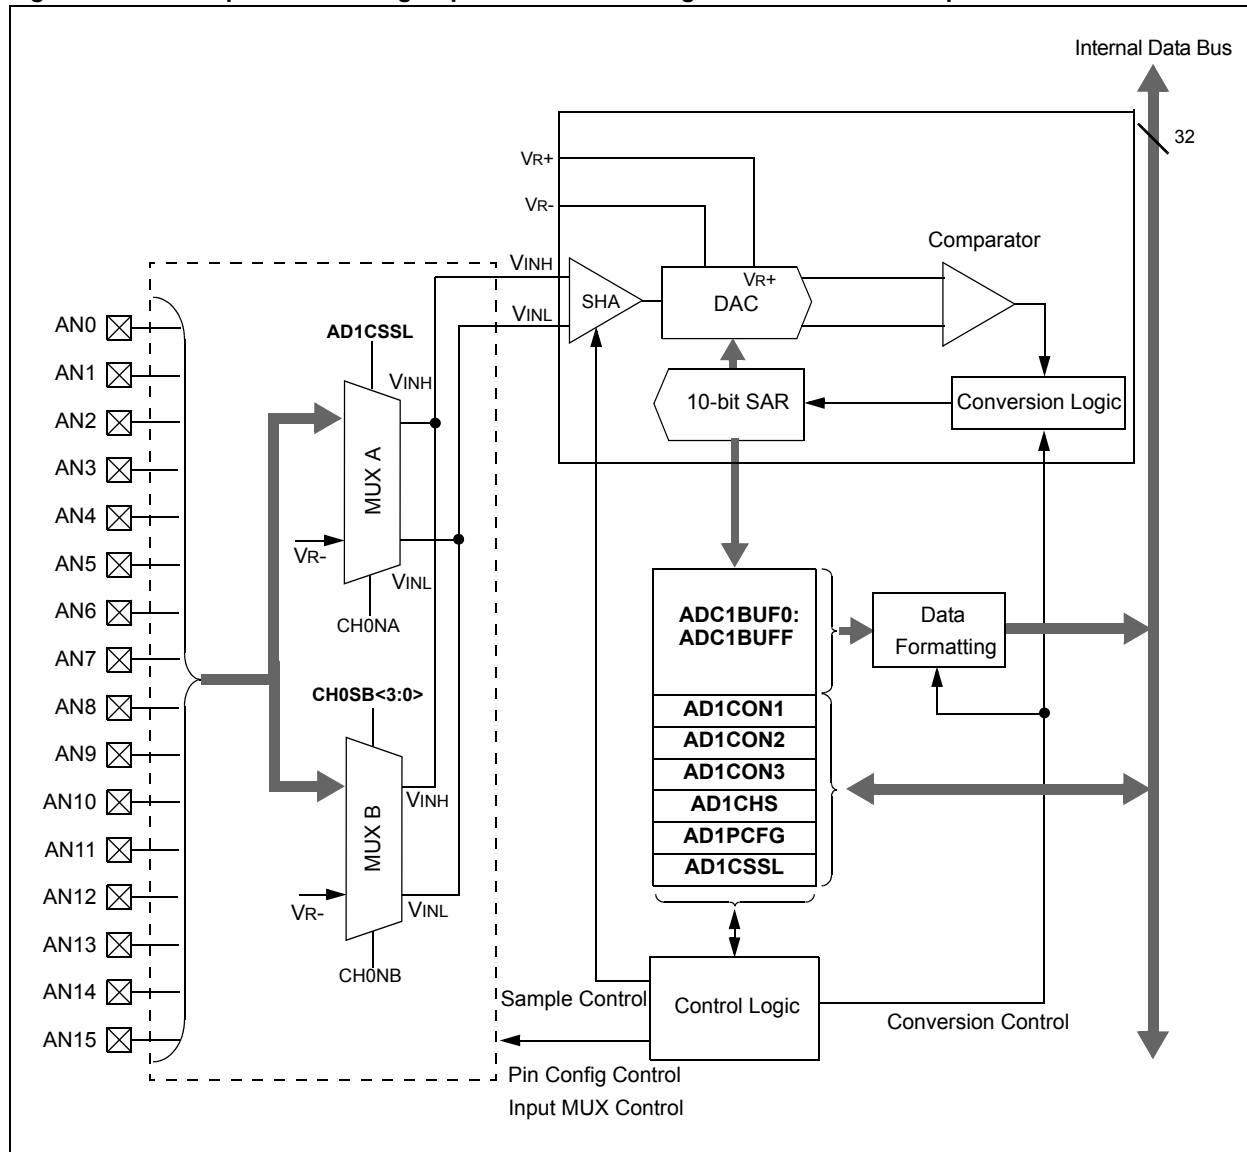 Internal Data Bus
32
VR+
VR-
Comparator
VINH
VR+
SHA
DAC
VINL
AN0
AD1CSSL
AN1
VINH
10-bit SAR
Conversion Logic
AN2
AN3
MUX A
AN4
VR-
AN5
VINL
AN6
CH0NA
ADC1BUF0:
ADC1BUFF
Data
Formatting
AN7
CH0SB<3:0>
AN8
AD1CON1
AN9
AD1CON2
AN10
VINH
AD1CON3
AD1CHS
AN11
MUX B
AD1PCFG
AN12
AD1CSSL
VR-
VINL
AN13
CH0NB
AN14
Sample Control
Control Logic
Conversion Control
AN15
Pin Config Control
Input MUX Control